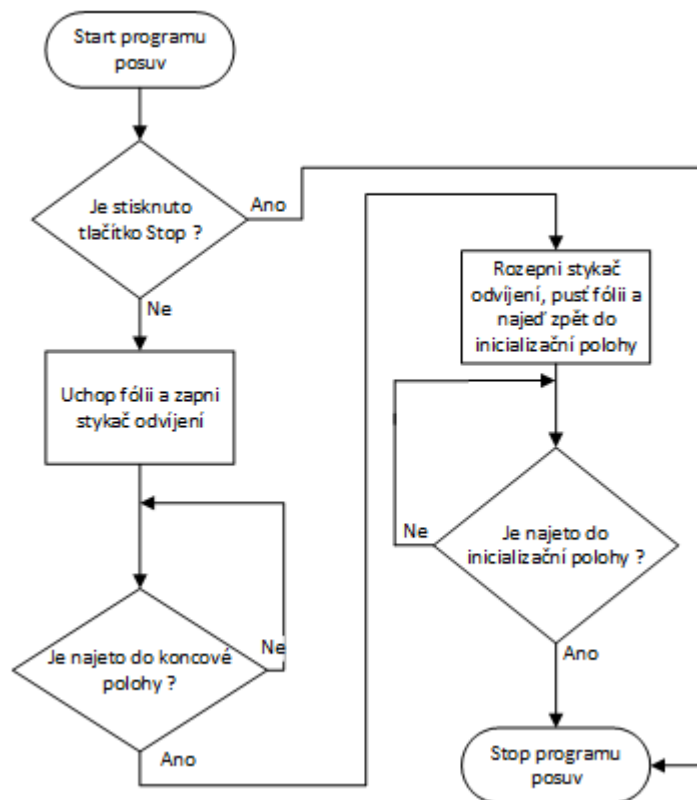 Start programu
posuv
Je stisknuto
tlačítko Stop ?
Ano
Ne
Uchop fólii a zapni
stykač odvíjení
Je najeto do koncové
polohy ?
Ne
Ano
Rozepni stykač
odvíjení, pusť fólii a
najeď zpět do
inicializační polohy
Je najeto do
inicializační polohy ?
Ne
Ano
Stop programu
posuv